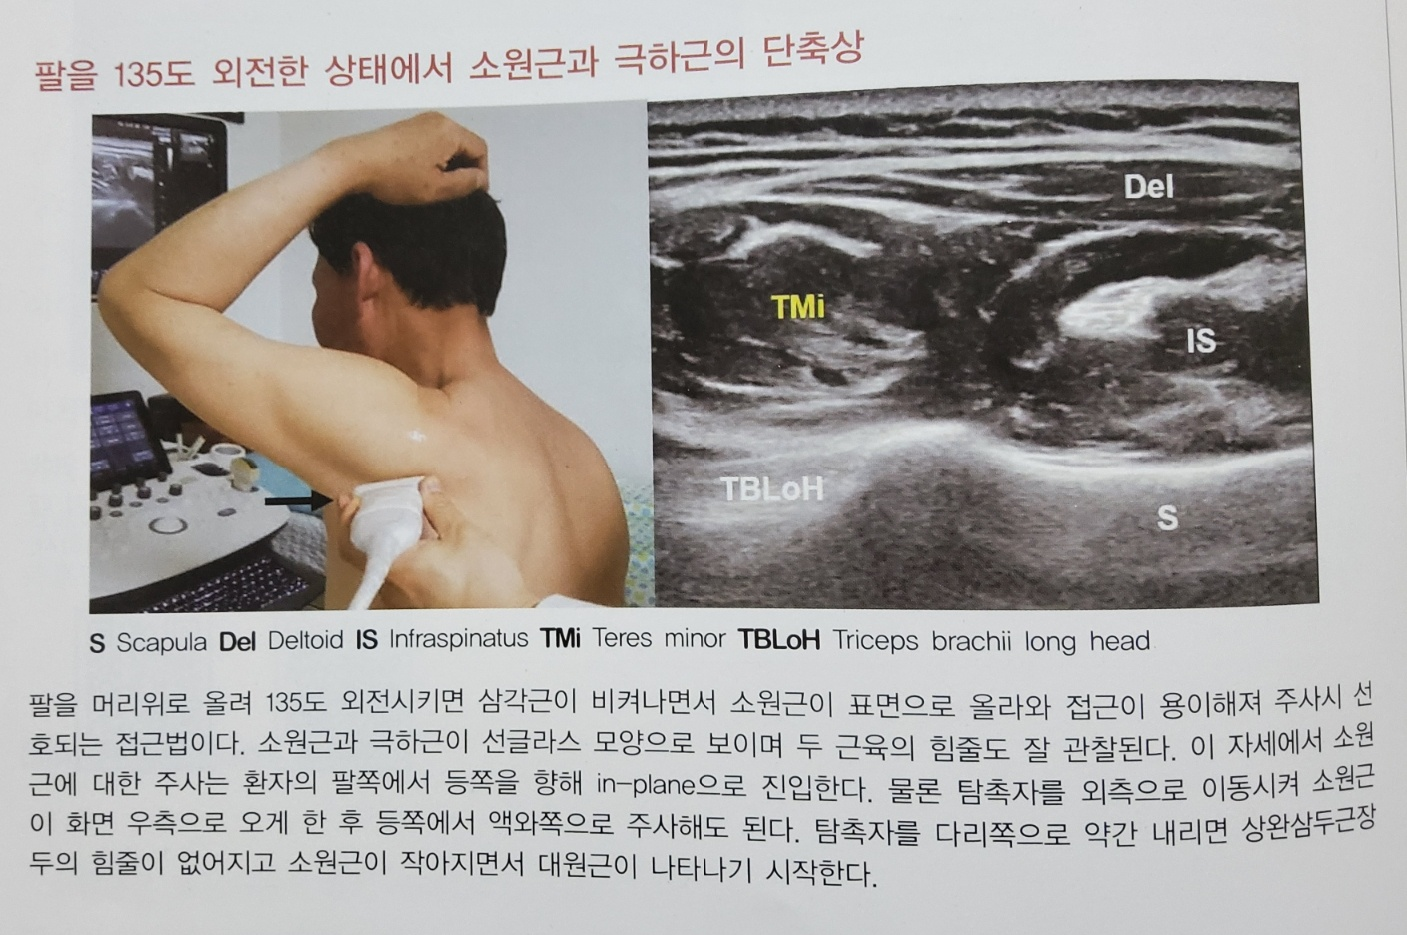 팔을 135도 외전한 상태에서 소원근과 극하근의 단축상
Del
TMi
IS
TBLoH
S
S Scapula Del Deltoid IS Infraspinatus TMi Teres minor TBLoH Triceps brachii long head
팔을 머리위로 올려 135도 외전시키면 삼각근이 비켜나면서 소원근이 표면으로 올라와 접근이 용이해져 주사시 선
호되는 접근법이다. 소원근과 극하근이 선글라스 모양으로 보이며 두 근육의 힘줄도 잘 관찰된다. 이 자세에서 소원
근에 대한 주사는 환자의 팔쪽에서 등쪽을 향해 in-plane으로 진입한다. 물론 탐촉자를 외측으로 이동시켜 소원근
이 화면 우측으로 오게 한 후 등쪽에서 액와쪽으로 주사해도 된다. 탐촉자를 다리쪽으로 약간 내리면 상완삼두근장
두의 힘줄이 없어지고 소원근이 작아지면서 대원근이 나타나기 시작한다.